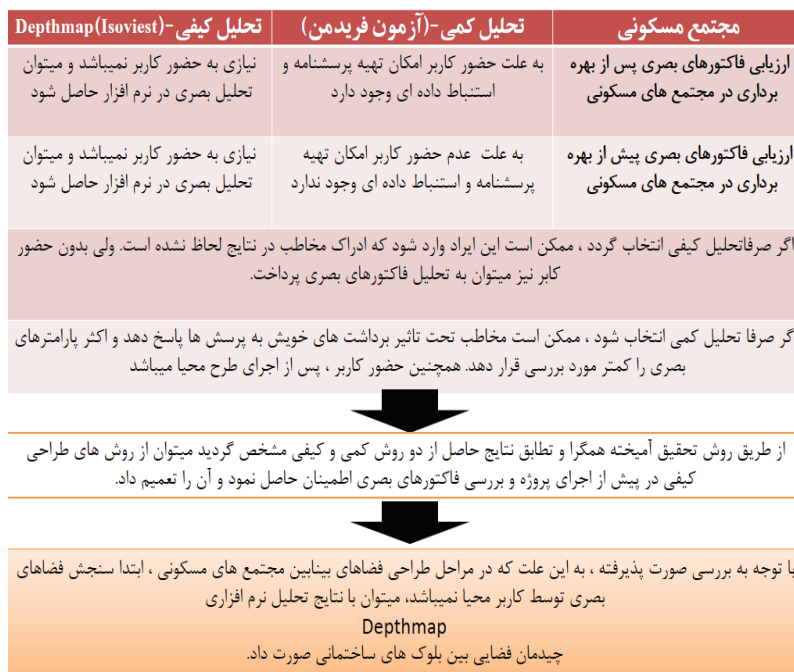 مجتمع مسکونی
تحلیل کمی-(آزمون فریدمن)
تحلیل کیفی-(Isoviest)Depthmap
ارزیابی فاکتورهای بصری پس از بهره
برداری در مجتمع های مسکونی
به علت حضور کاربر امکان تهیه پرسشنامه و
استنباط داده ای وجود دارد
نیازی به حضور کاربر نمیباشد و میتوان
تحلیل بصری در نرم افزار حاصل شود
ارزیابی فاکتورهای بصری پیش از بهره
برداری در مجتمع های مسکونی
به علت عدم حضور کاربر امکان تهیه
پرسشنامه و استنباط داده ای وجود ندارد
نیازی به حضور کاربر نمیباشد و میتوان
تحلیل بصری در نرم افزار حاصل شود
اگر صرفاتحلیل کیفی انتخاب گردد ، ممکن است این ایراد وارد شود که ادراک مخاطب در نتایج لحاظ نشده است. ولی بدون حضور
کابر نیز میتوان به تحلیل فاکتورهای بصری پرداخت.
گر صرفا تحلیل کمی انتخاب شود ، ممکن است مخاطب تحت تاثیر برداشت های خویش به پرسش ها پاسخ دهد و اکثر پارامترهای
بصری را کمتر مورد بررسی قرار دهد. همچنین حضور کاربر ، پس از اجرای طرح محیا میباشد
از طریق روش تحقیق آمیخته همگرا و تطابق نتایج حاصل از دو روش کمی و کیفی مشخص گردید میتوان از روش های طراحی
کیفی در پیش از اجرای پروژه و بررسی فاکتورهای بصری اطمینان حاصل نمود و آن را تعمیم داد.
با توجه به بررسی صورت پذیرفته ، به این علت که در مراحل طراحی فضاهای بینابین مجتمع های مسکونی ، ابتدا سنجش فضاهای
بصری توسط کاربر محیا نمیباشد، میتوان با نتایج تحلیل نرم افزاری
Depthmap
چیدمان فضایی بین بلوک های ساختمانی صورت داد.